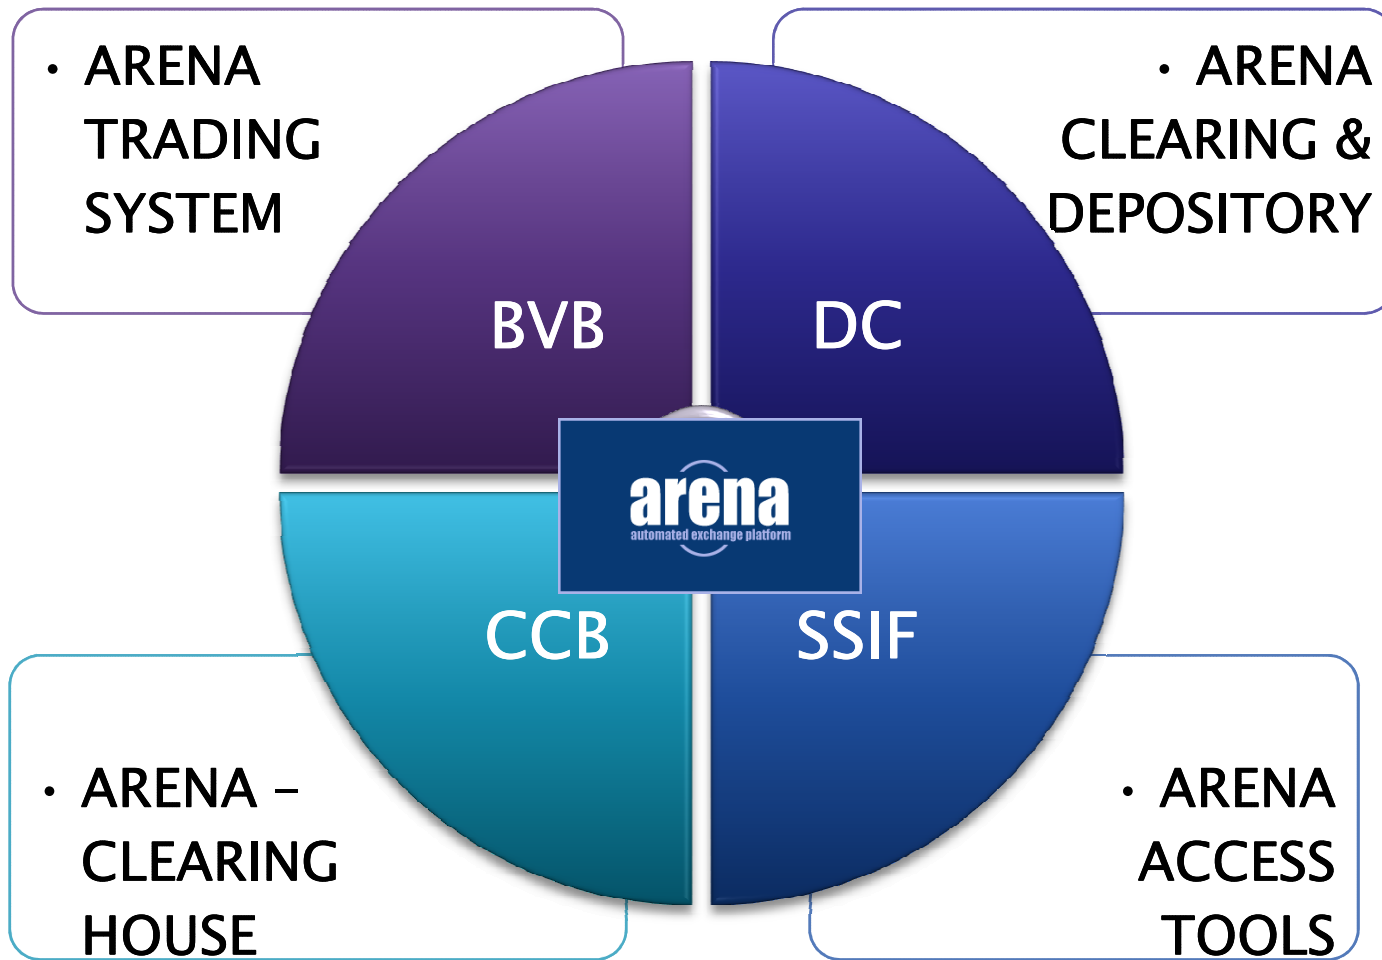 • ARENA
TRADING
SYSTEM
• ARENA
CLEARING &
DEPOSITORY
BVB
DC
arena
automated exchange platform
CCB
SSIF
• ARENA –
CLEARING
HOUSE
• ARENA
ACCESS
TOOLS